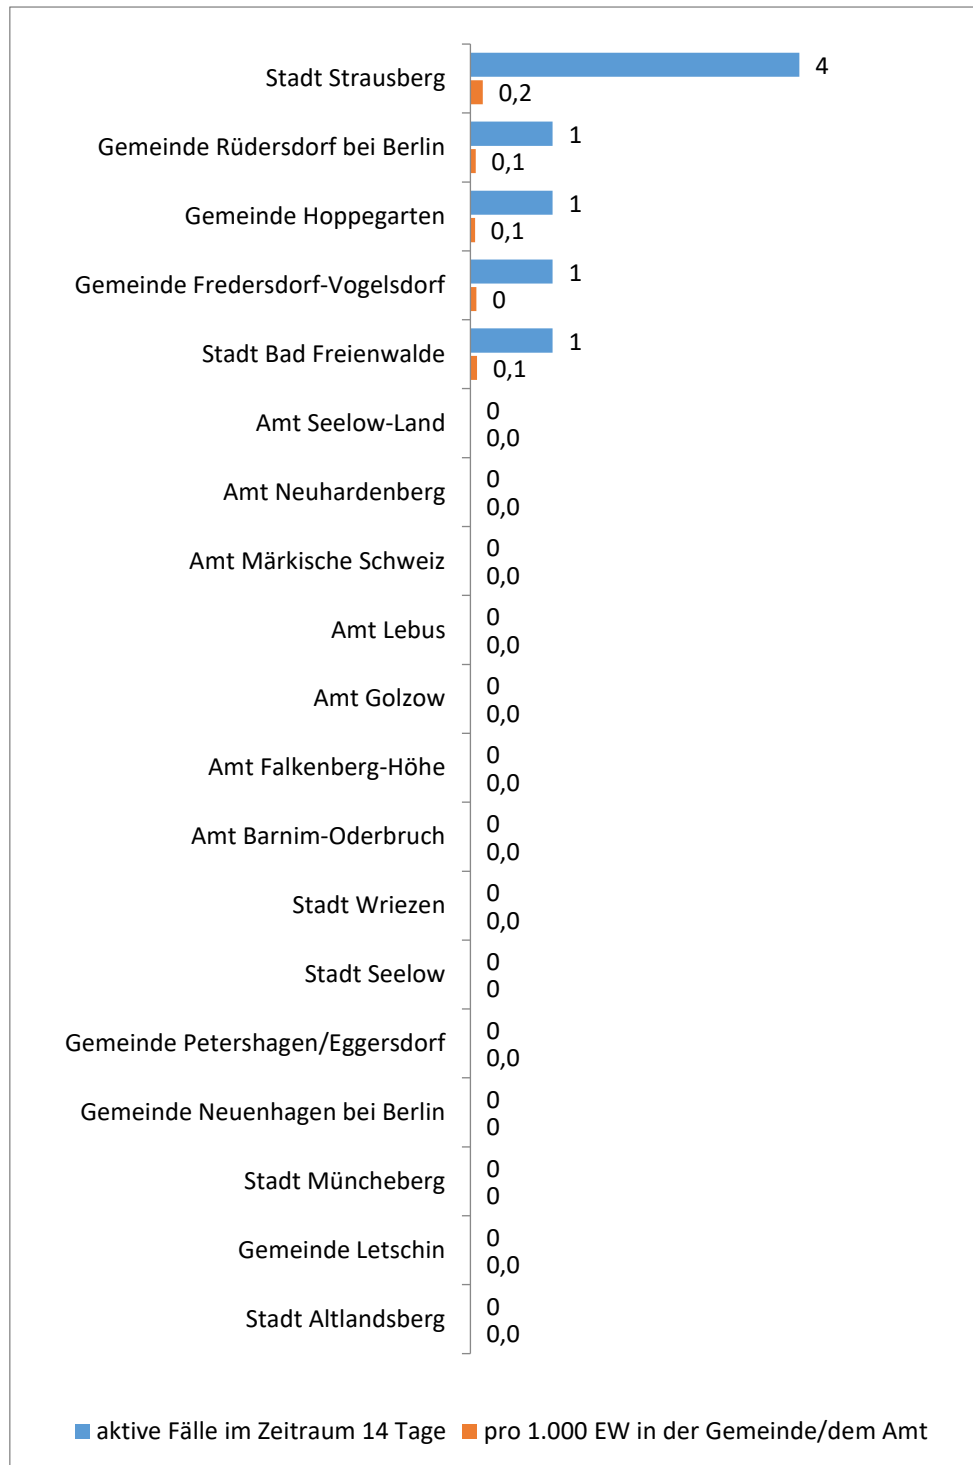 Stadt Strausberg
4
0,2
Gemeinde Rüdersdorf bei Berlin
1
0,1
Gemeinde Hoppegarten
1
0,1
Gemeinde Fredersdorf-Vogelsdorf
1
0
Stadt Bad Freienwalde
1
0,1
Amt Seelow-Land
0
0,0
Amt Neuhardenberg
0
0,0
Amt Märkische Schweiz
0
0,0
Amt Lebus
0
0,0
Amt Golzow
0
0,0
Amt Falkenberg-Höhe
0
0,0
Amt Barnim-Oderbruch
0
0,0
Stadt Wriezen
0
0,0
Stadt Seelow
0
0
Gemeinde Petershagen/Eggersdorf
0
0,0
Gemeinde Neuenhagen bei Berlin
0
0
Stadt Müncheberg
0
0
Gemeinde Letschin
0
0,0
Stadt Altlandsberg
0
0,0
aktive Fälle im Zeitraum 14 Tage pro 1.000 EW in der Gemeinde/dem Amt